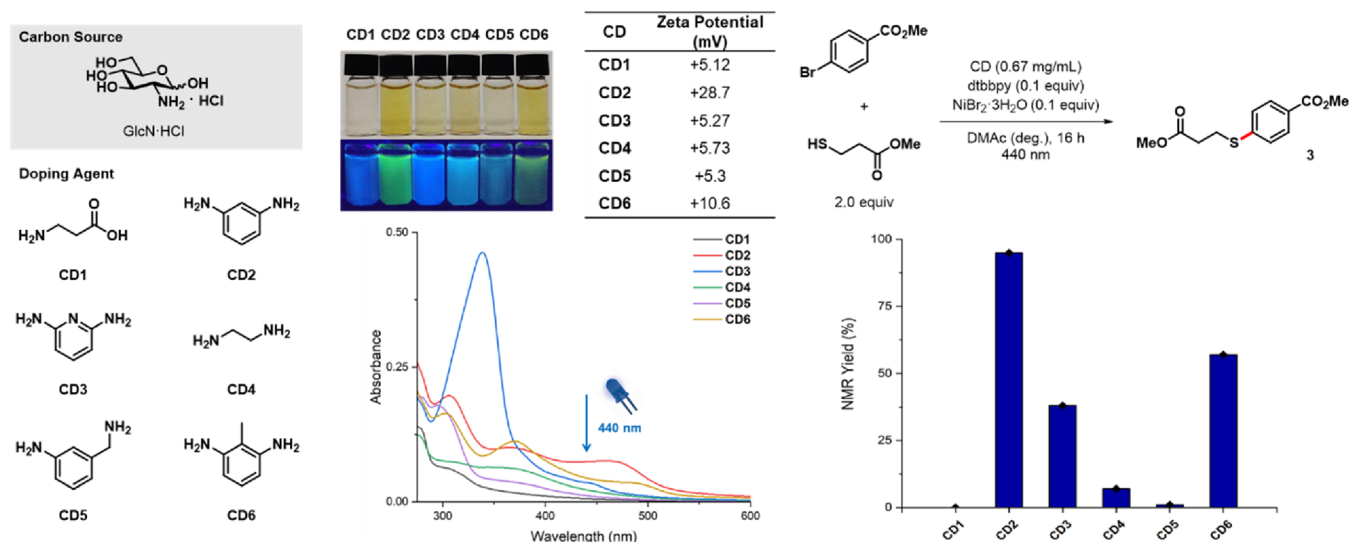 Carbon Source
HO
HO
HO
O
OH
NH2 · HCl
GlcN·HCl
Doping Agent
H2N
O
OH
CD1
H2N
NH2
CD2
H2N
N
NH2
CD3
H2N
NH2
CD4
H2N
NH2
CD5
H2N
NH2
CD6
CD1 CD2 CD3 CD4 CD5 CD6
CD Zeta Potential
(mV)
CD1 +5.12
CD2 +28.7
CD3 +5.27
CD4 +5.73
CD5 +5.3
CD6 +10.6
CO2Me
Br
+
HS
OMe
O
2.0 equiv
CD (0.67 mg/mL)
dtbbpy (0.1 equiv)
NiBr2·3H2O (0.1 equiv)
DMAc (deg.), 16 h
440 nm
CO2Me
O
MeO
S
3
0.50
0.25
0.00
Absorbance
300 400 500 600
Wavelength (nm)
CD1
CD2
CD3
CD4
CD5
CD6
440 nm
100
75
50
25
0
NMR Yield (%)
CD1 CD2 CD3 CD4 CD5 CD6